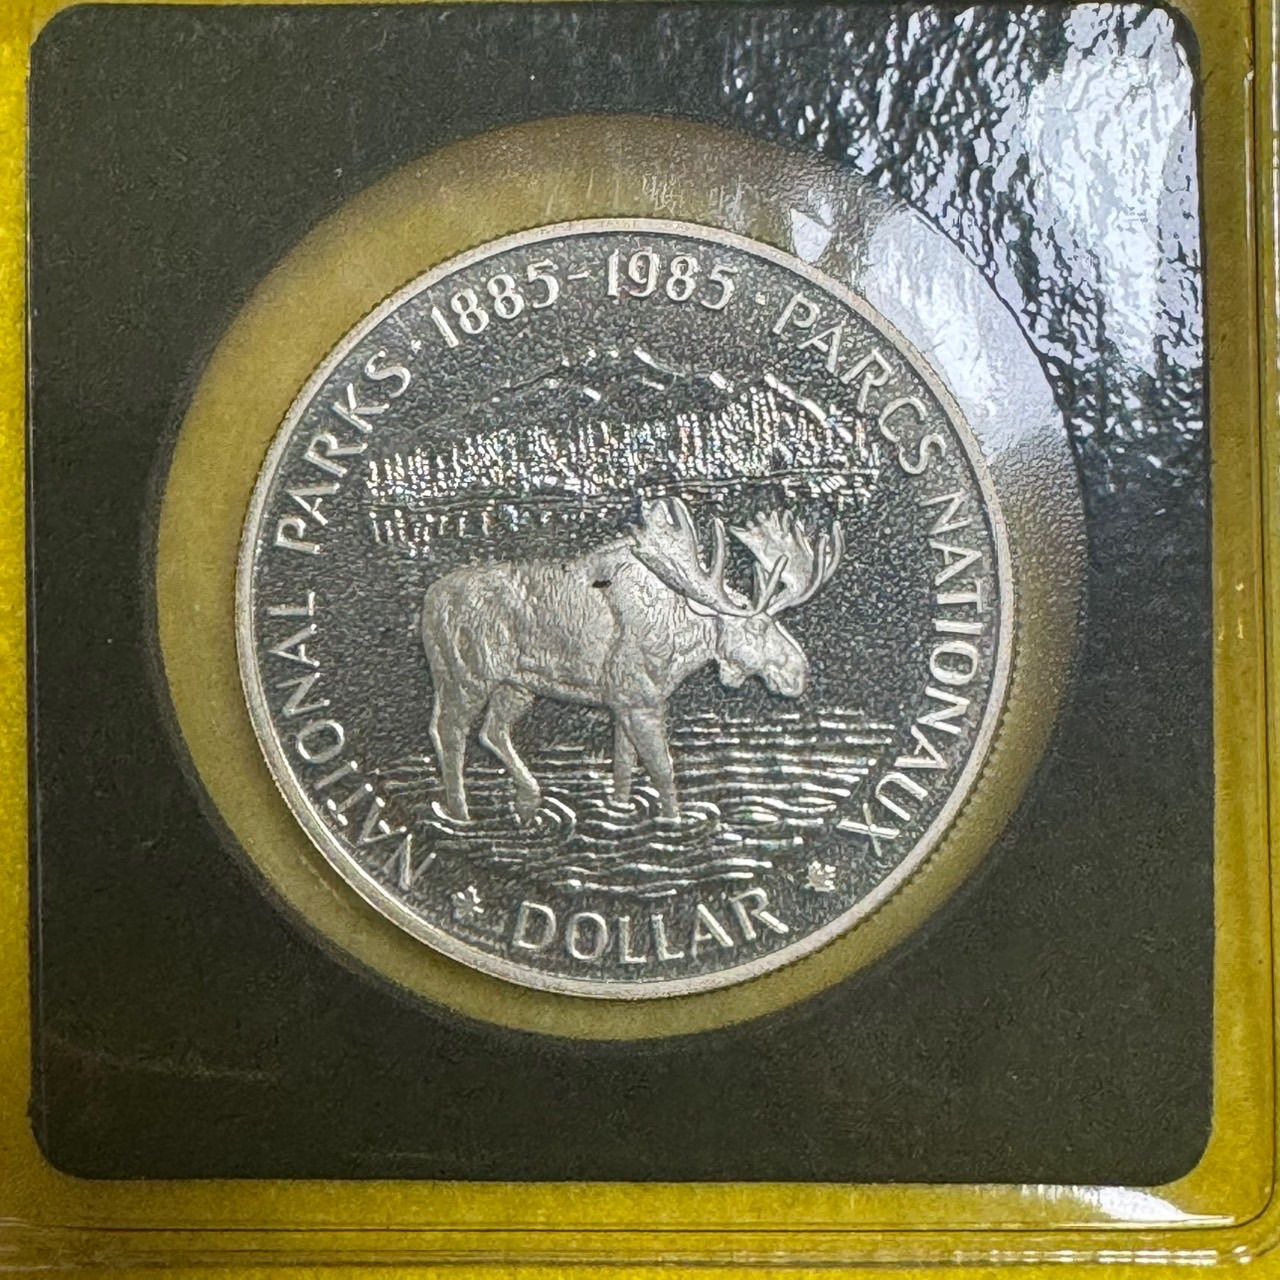 NATIONAL PARKS · 1885-1985 · PARCS NATIONAUX
DOLLAR